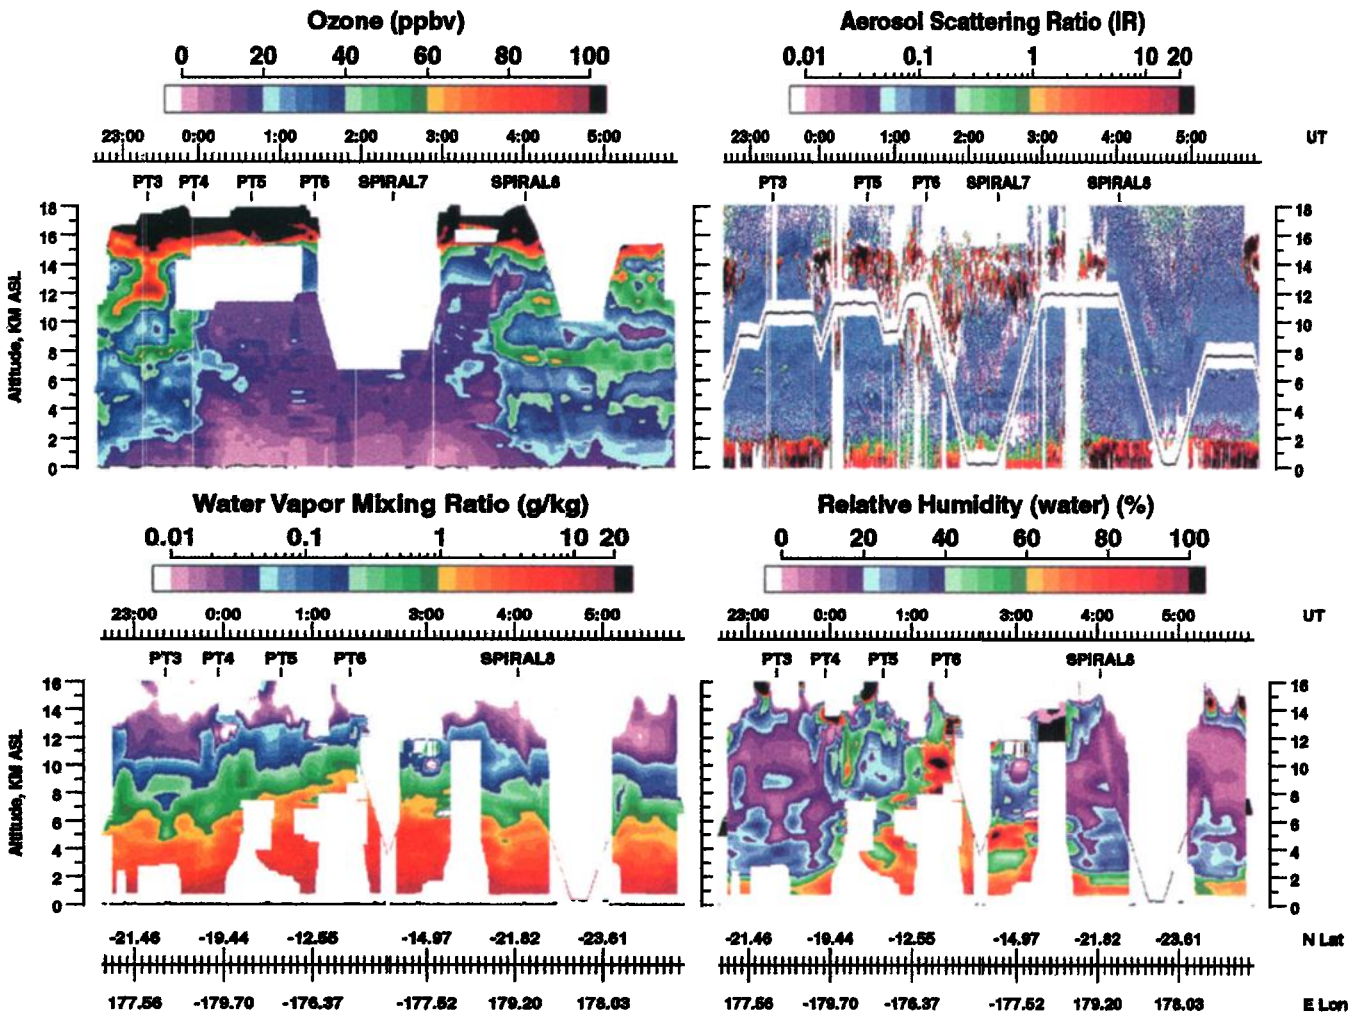 Ozone (ppbv)
0 20 40 60 80 100
23:00 0:00 1:00 2:00 3:00 4:00 5:00
PT3 PT4 PT5 PT6 SPIRAL7 SPIRAL8
18
16
14
12
10
8
6
4
2
0
Altitude, KM ASL
Aerosol Scattering Ratio (IR)
0.01 0.1 1 10 20
23:00 0:00 1:00 2:00 3:00 4:00 5:00 UT
PT3 PT5 PT6 SPIRAL7 SPIRAL8
18
16
14
12
10
8
6
4
2
0
Water Vapor Mixing Ratio (g/kg)
0.01 0.1 1 10 20
23:00 0:00 1:00 3:00 4:00 5:00
PT3 PT4 PT5 PT6 SPIRAL8
16
14
12
10
8
6
4
2
0
Altitude, KM ASL
-21.46 -19.44 -12.55 -14.97 -21.82 -23.61
177.56 -179.70 -176.37 -177.52 179.20 178.03
Relative Humidity (water) (%)
0 20 40 60 80 100
23:00 0:00 1:00 3:00 4:00 5:00 UT
PT3 PT4 PT5 PT6 SPIRAL8
16
14
12
10
8
6
4
2
0
-21.46 -19.44 -12.55 -14.97 -21.82 -23.61 N Lat
177.56 -179.70 -176.37 -177.52 179.20 178.03 E Lon